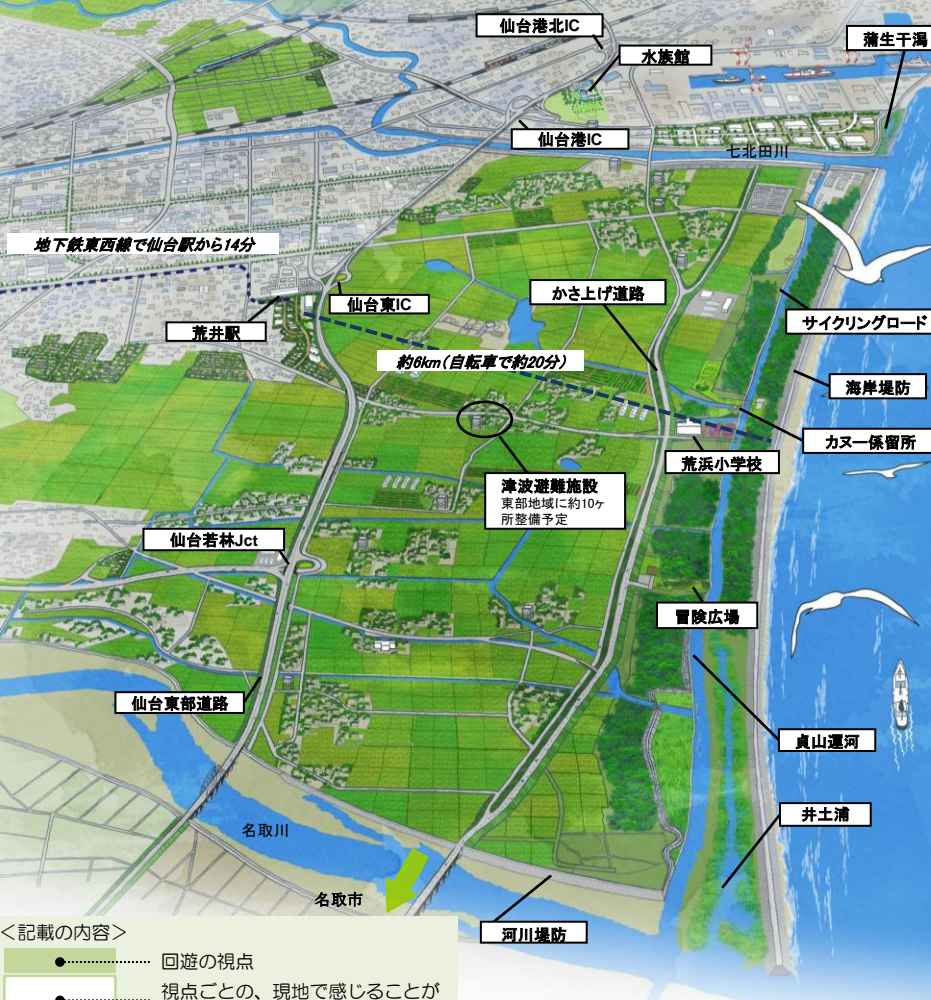 仙台港北IC
水族館
蒲生干潟
仙台港IC
七北田川
地下鉄東西線で仙台駅から14分
仙台東IC
かさ上げ道路
荒井駅
サイクリングロード
約6km(自転車で約20分)
海岸堤防
カヌー係留所
荒浜小学校
津波避難施設
東部地域に約10ヶ
所整備予定
仙台若林Jct
冒険広場
仙台東部道路
貞山運河
井土浦
名取川
名取市
河川堤防
<記載の内容>
回遊の視点
視点ごとの、現地で感じることが